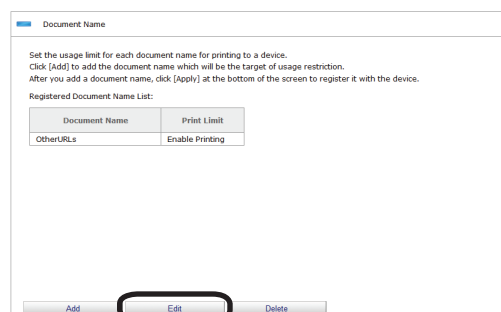 Document Name
Set the usage limit for each document name for printing to a device.
Click [Add] to add the document name which will be the target of usage restriction.
After you add a document name, click [Apply] at the bottom of the screen to register it with the device.
Registered Document Name List:
Document Name Print Limit
OtherURLs Enable Printing
Add Edit Delete